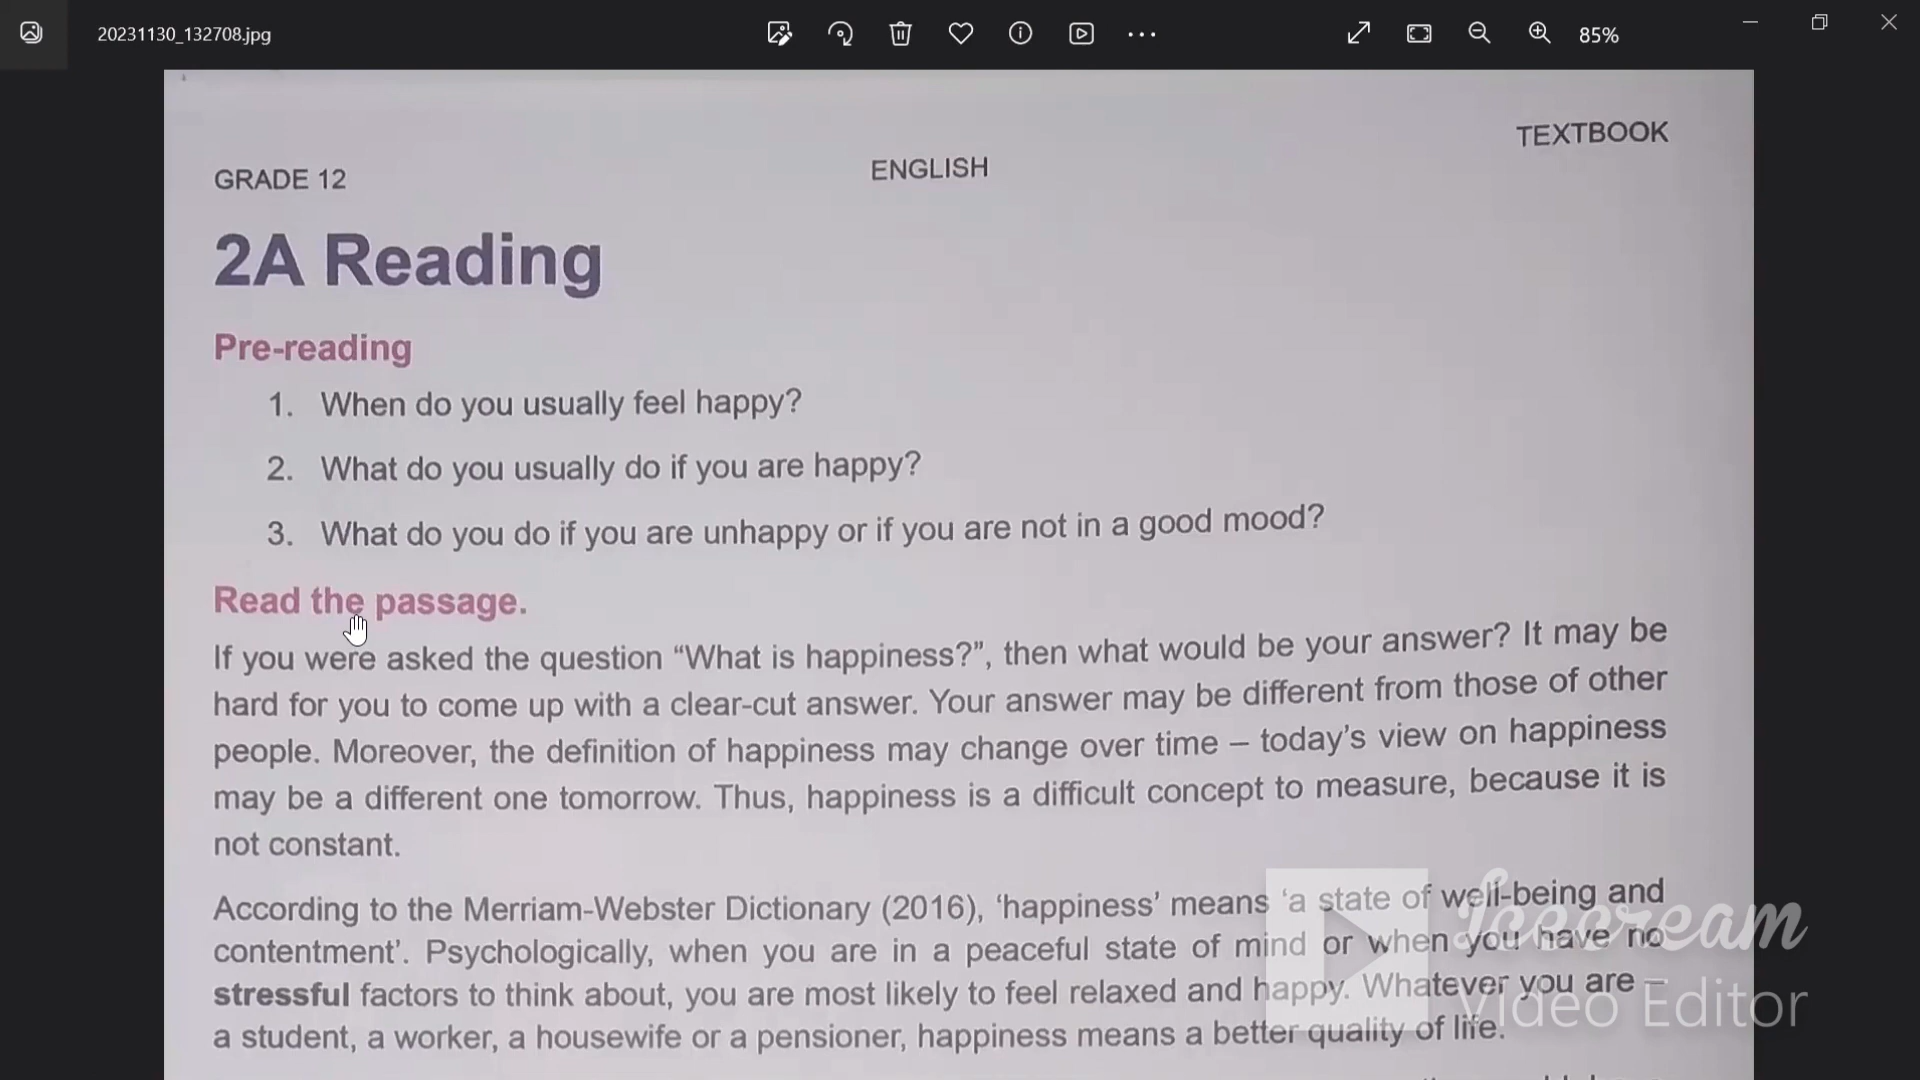 20231130_132708.jpg
85%
TEXTBOOK
GRADE 12
ENGLISH
2A Reading
Pre-reading
1. When do you usually feel happy?
2. What do you usually do if you are happy?
3. What do you do if you are unhappy or if you are not in a good mood?
Read the passage.
If you were asked the question “What is happiness?”, then what would be your answer? It may be
hard for you to come up with a clear-cut answer. Your answer may be different from those of other
people. Moreover, the definition of happiness may change over time – today’s view on happiness
may be a different one tomorrow. Thus, happiness is a difficult concept to measure, because it is
not constant.
According to the Merriam-Webster Dictionary (2016), ‘happiness’ means ‘a state of well-being and
contentment’. Psychologically, when you are in a peaceful state of mind or when you have no
stressful factors to think about, you are most likely to feel relaxed and happy. Whatever you are –
a student, a worker, a housewife or a pensioner, happiness means a better quality of life.
Icecream
Video Editor